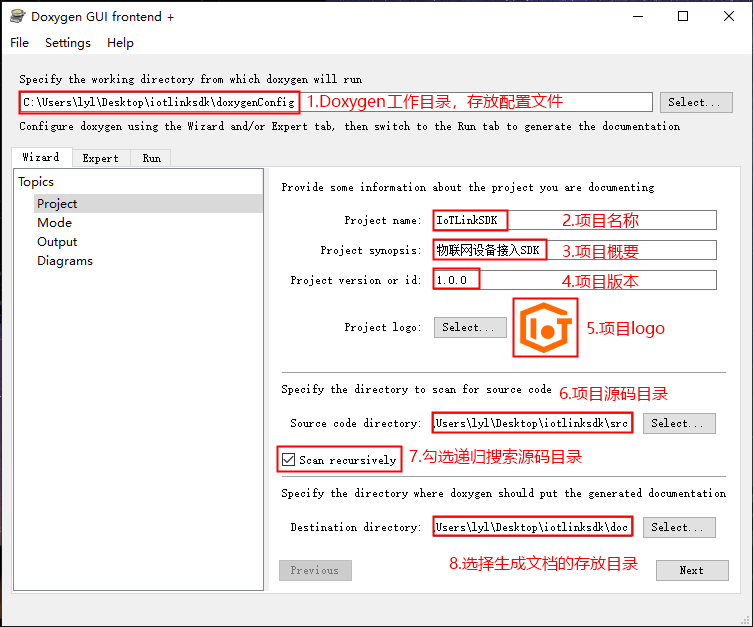 Doxygen GUI frontend +
File Settings Help
Specify the working directory from which doxygen will run
C:\Users\lyl\Desktop\iotlinksdk\doxygenConfig 1.Doxygen工作目录，存放配置文件 Select...
Configure doxygen using the Wizard and/or Expert tab, then switch to the Run tab to generate the documentation
Wizard Expert Run
Topics
Project
Mode
Output
Diagrams
Provide some information about the project you are documenting
Project name: IoTLinkSDK 2.项目名称
Project synopsis: 物联网设备接入SDK 3.项目概要
Project version or id: 1.0.0 4.项目版本
Project logo: Select... IoT 5.项目logo
Specify the directory to scan for source code 6.项目源码目录
Source code directory: Users\lyl\Desktop\iotlinksdk\src Select...
Scan recursively 7.勾选递归搜索源码目录
Specify the directory where doxygen should put the generated documentation
Destination directory: Users\lyl\Desktop\iotlinksdk\doc Select...
8.选择生成文档的存放目录
Previous Next